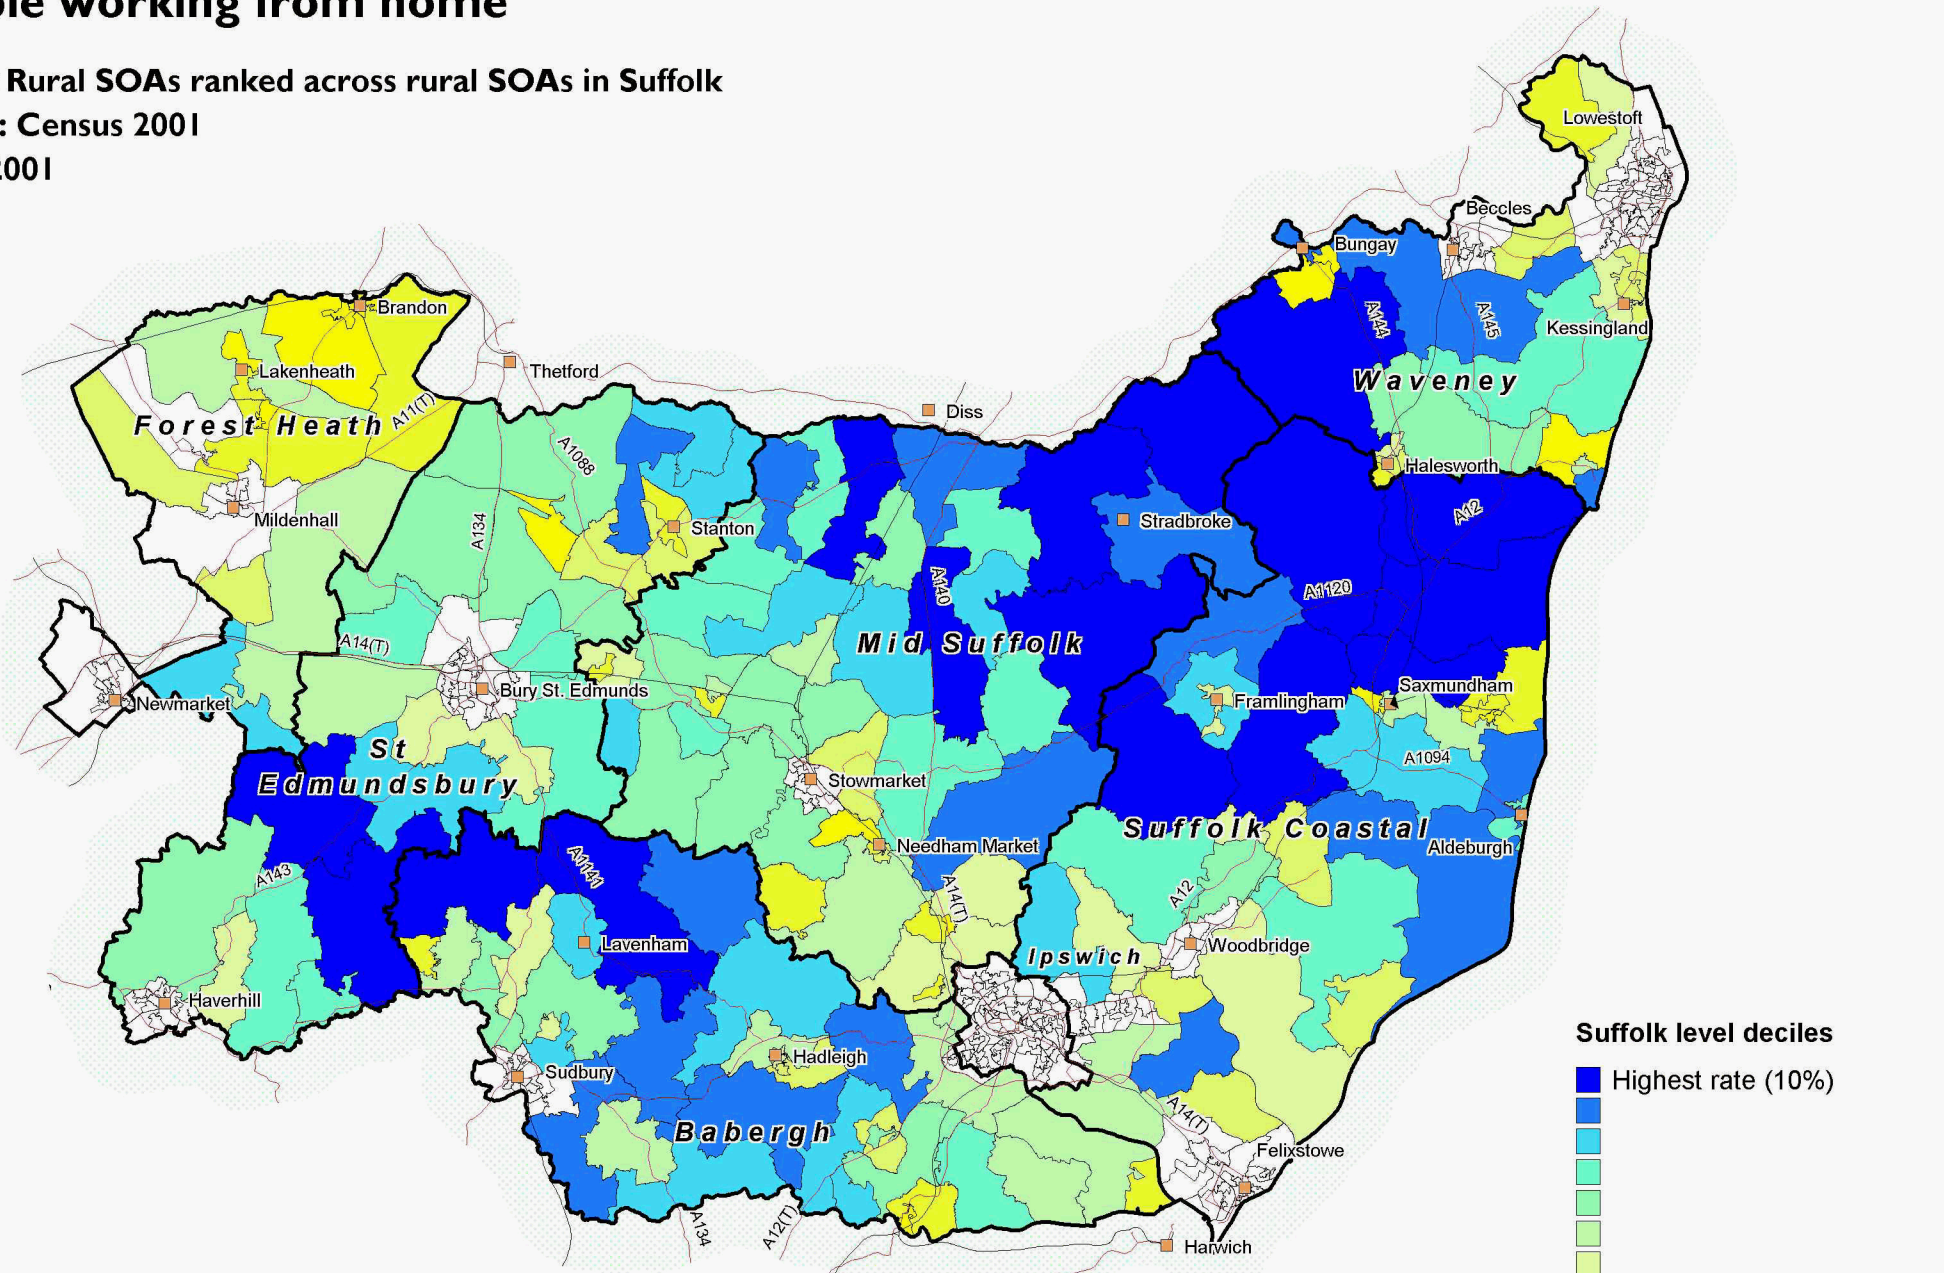 working from home
Rural SOAs ranked across rural SOAs in Suffolk
: Census 2001
2001
Lowestoft
Beccles
Bungay
Brandon
A144
A145
Kessingland
Lakenheath
Thetford
Waveney
A11(T)
Diss
Forest Heath
A1088
Halesworth
Mildenhall
A134
Stanton
Stradbroke
A12
A140
A1120
A14(T)
Mid Suffolk
Newmarket
Bury St. Edmunds
Framlingham
Saxmundham
St
Edmundsbury
A1094
Stowmarket
Suffolk Coastal
Needham Market
Aldeburgh
A1141
A143
A14(T)
A12
Lavenham
Ipswich
Woodbridge
Haverhill
Suffolk level deciles
Highest rate (10%)
Hadleigh
Sudbury
A14(T)
Babergh
Felixstowe
A134
A12(T)
Harwich